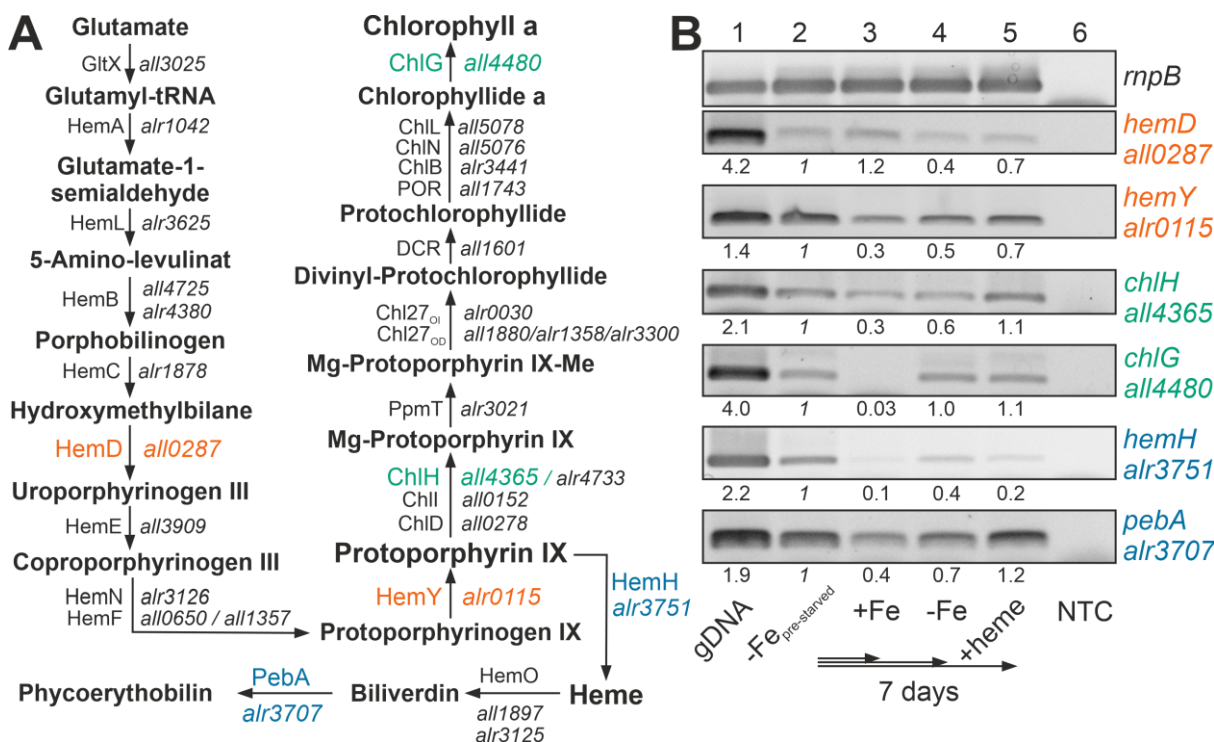 A
Glutamate
GltX all3025
Glutamyl-tRNA
HemA alr1042
Glutamate-1-
semialdehyde
HemL alr3625
5-Amino-levulinat
HemB all4725
alr4380
Porphobilinogen
HemC alr1878
Hydroxymethylbilane
HemD all0287
Uroporphyrinogen III
HemE all3909
Coproporphyrinogen III
HemN alr3126
HemF all0650 / all1357
Protoporphyrinogen IX
HemY alr0115
Protoporphyrin IX
ChlH all4365 / alr4733
ChlI all0152
ChlD all0278
Mg-Protoporphyrin IX
PpmT alr3021
Mg-Protoporphyrin IX-Me
Chl27OI alr0030
Chl27OD all1880/alr1358/alr3300
Divinyl-Protochlorophyllide
DCR all1601
Protochlorophyllide
ChlL all5078
ChlN all5076
ChlB alr3441
POR all1743
Chlorophyllide a
ChlG all4480
Chlorophyll a
HemH
alr3751
Heme
HemO
all1897
alr3125
Biliverdin
PebA
alr3707
Phycoerythobilin
B
1 2 3 4 5 6
rnpB
hemD
all0287
4.2 1 1.2 0.4 0.7
hemY
alr0115
1.4 1 0.3 0.5 0.7
chlH
all4365
2.1 1 0.3 0.6 1.1
chlG
all4480
4.0 1 0.03 1.0 1.1
hemH
alr3751
2.2 1 0.1 0.4 0.2
pebA
alr3707
1.9 1 0.4 0.7 1.2
gDNA -Fepre-starved +Fe -Fe +heme NTC
7 days